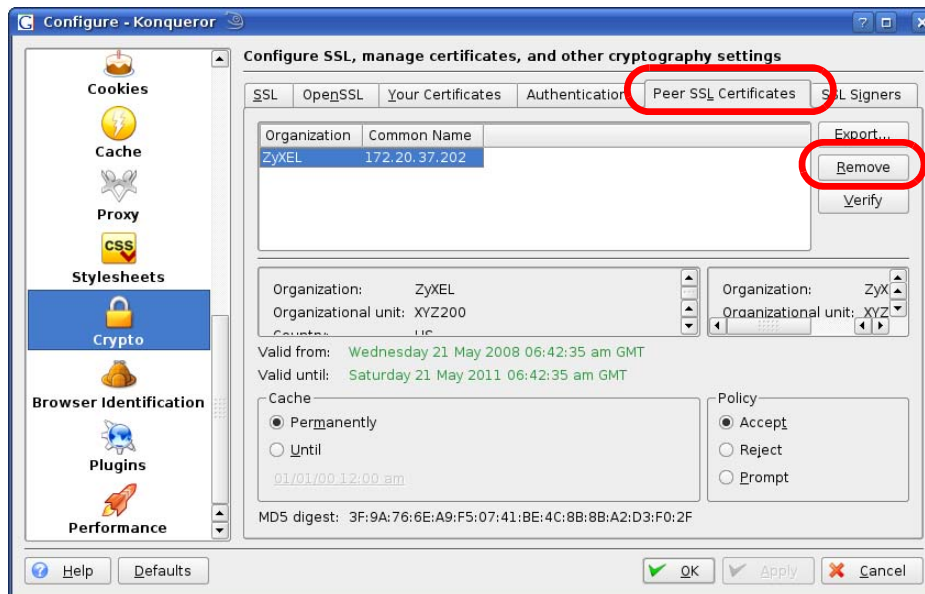 Configure - Konqueror
Configure SSL, manage certificates, and other cryptography settings
Cookies
Cache
Proxy
CSS
Stylesheets
Crypto
Browser Identification
Plugins
Performance
SSL OpenSSL Your Certificates Authentication Peer SSL Certificates SSL Signers
Organization Common Name
ZyXEL 172.20.37.202
Export...
Remove
Verify
Organization: ZyXEL
Organizational unit: XYZ200
Country: US
Organization: ZyX
Organizational unit: XYZ
Valid from: Wednesday 21 May 2008 06:42:35 am GMT
Valid until: Saturday 21 May 2011 06:42:35 am GMT
Cache
Permanently
Until
01/01/00 12:00 am
Policy
Accept
Reject
Prompt
MD5 digest: 3F:9A:76:6E:A9:F5:07:41:BE:4C:8B:8B:A2:D3:F0:2F
Help Defaults OK Apply Cancel